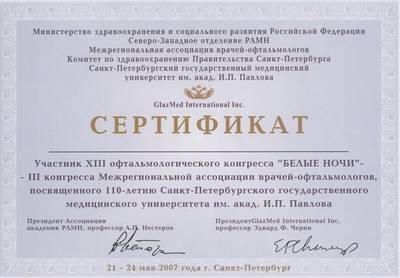 Министерство здравоохранения и социального развития Российской Федерации
Северо-Западное отделение РАМН
Межрегиональная ассоциация врачей-офтальмологов
Комитет по здравоохранению Правительства Санкт-Петербурга
Санкт-Петербургский государственный медицинский
университет им. акад. И.П. Павлова
GlazMed International Inc.
СЕРТИФИКАТ
Участник XIII офтальмологического конгресса "БЕЛЫЕ НОЧИ"-
- III конгресса Межрегиональной ассоциации врачей-офтальмологов,
посвященного 110-летию Санкт-Петербургского государственного
медицинского университета им. акад. И.П. Павлова
Президент Ассоциации
академик РАМН, профессор А.П. Нестеров
ПрезидентGlazMed International Inc.
профессор Эдвард Ф. Черни
21 - 24 мая 2007 года г. Санкт-Петербург